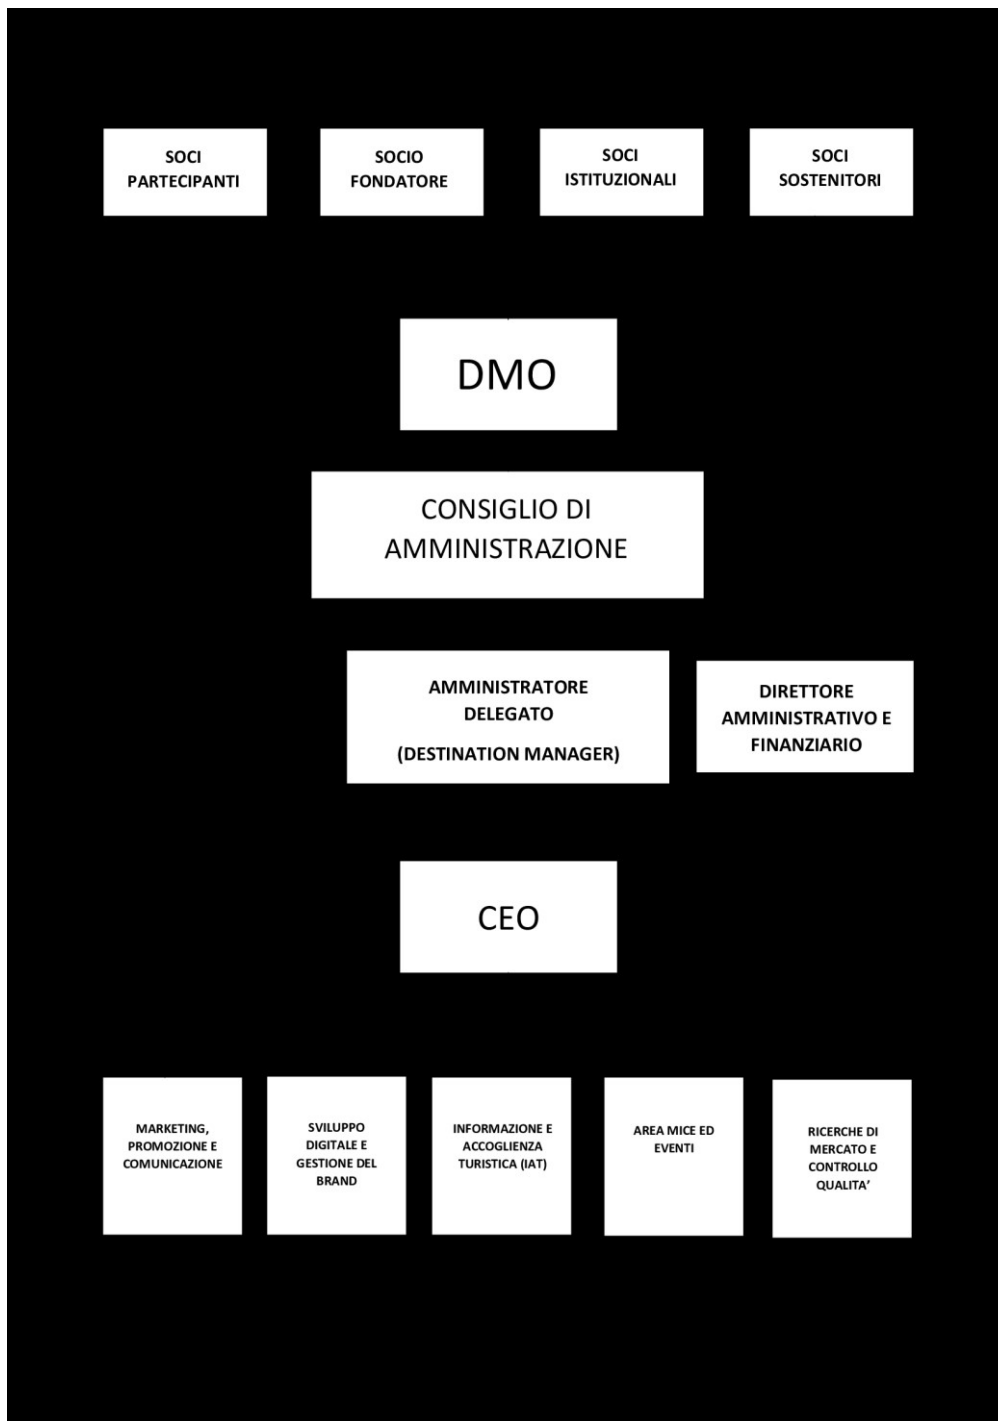 SOCI
PARTECIPANTI
SOCIO
FONDATORE
SOCI
ISTITUZIONALI
SOCI
SOSTENITORI
DMO
CONSIGLIO DI
AMMINISTRAZIONE
AMMINISTRATORE
DELEGATO
(DESTINATION MANAGER)
DIRETTORE
AMMINISTRATIVO E
FINANZIARIO
CEO
MARKETING,
PROMOZIONE E
COMUNICAZIONE
SVILUPPO
DIGITALE E
GESTIONE DEL
BRAND
INFORMAZIONE E
ACCOGLIENZA
TURISTICA (IAT)
AREA MICE ED
EVENTI
RICERCHE DI
MERCATO E
CONTROLLO
QUALITA’